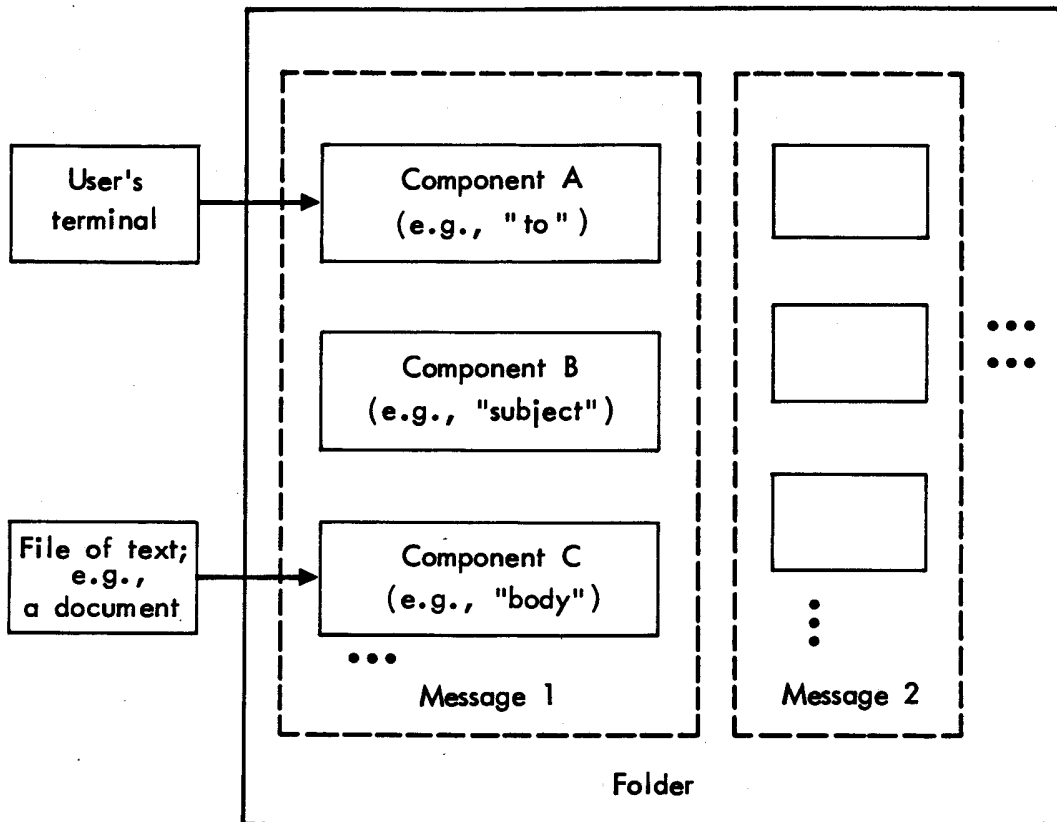 User's
terminal
Component A
(e.g., "to")
Component B
(e.g., "subject")
File of text;
e.g.,
a document
Component C
(e.g., "body")
•••
Message 1
Message 2
•••
•••
Folder